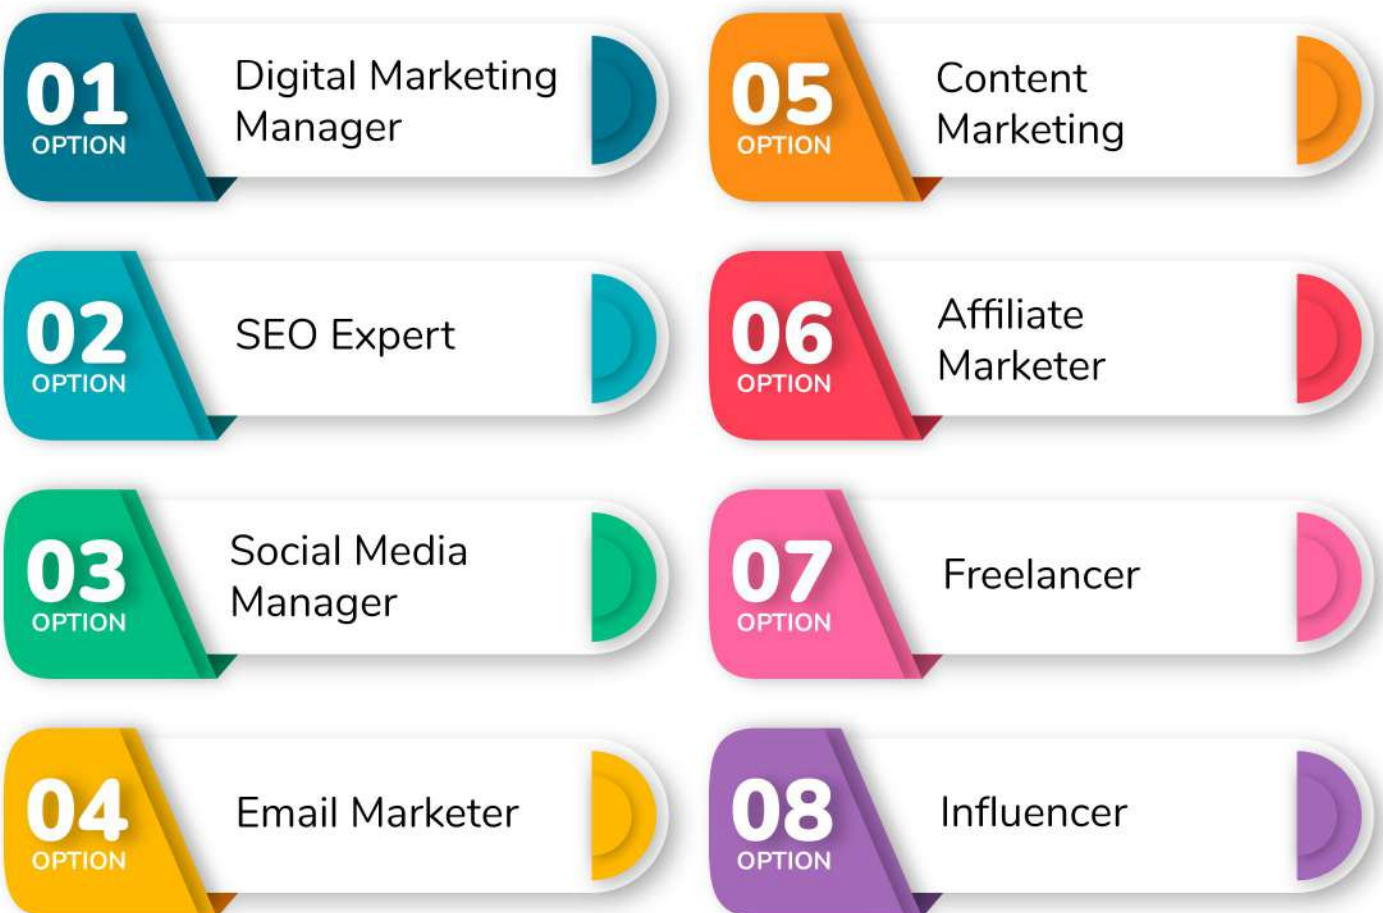 01
OPTION
Digital Marketing
Manager
02
OPTION
SEO Expert
03
OPTION
Social Media
Manager
04
OPTION
Email Marketer
05
OPTION
Content
Marketing
06
OPTION
Affiliate
Marketer
07
OPTION
Freelancer
08
OPTION
Influencer